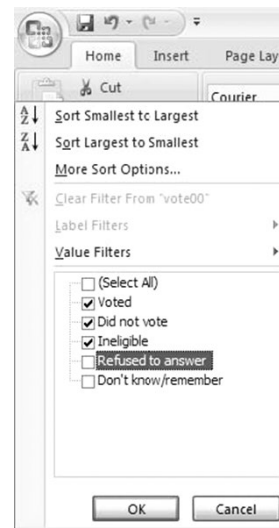 Home Insert Page Lay
Cut
Courier
Sort Smallest to Largest
Sort Largest to Smallest
More Sort Options...
Clear Filter From "vote00"
Label Filters
Value Filters
(Select All)
Voted
Did not vote
Ineligible
Refused to answer
Don't know/remember
OK Cancel